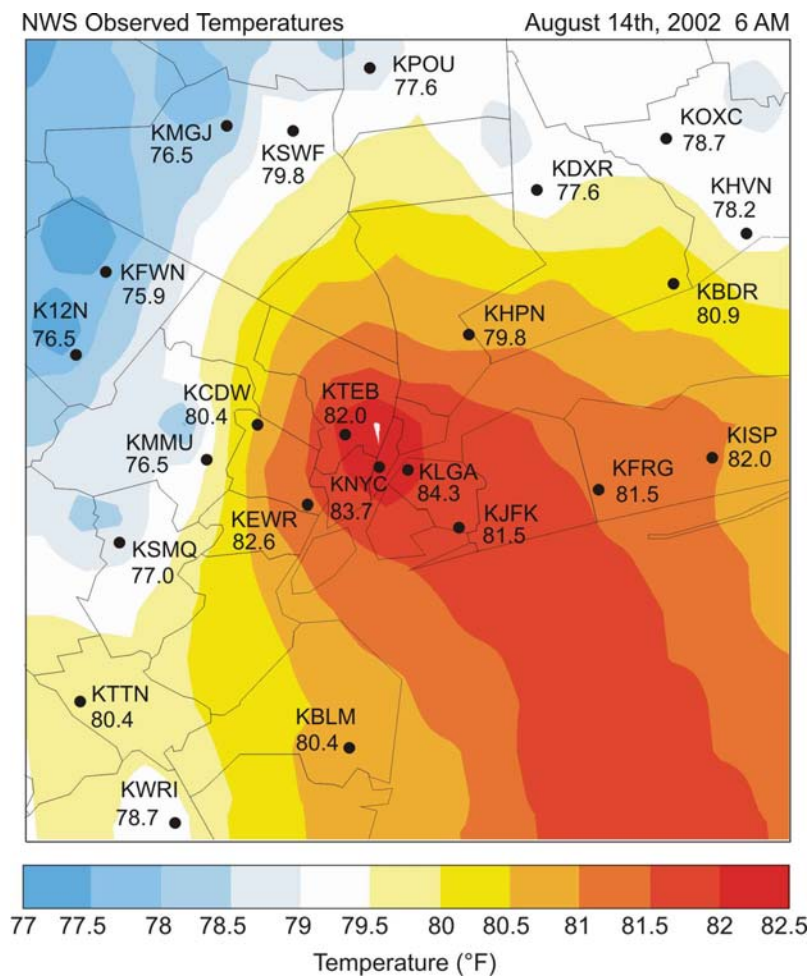 NWS Observed Temperatures August 14th, 2002 6 AM
KPOU
77.6
KMGJ
76.5
KSWF
79.8
KOXC
78.7
KDXR
77.6
KHVN
78.2
KFWN
75.9
K12N
76.5
KBDR
80.9
KHPN
79.8
KCDW
80.4
KTEB
82.0
KMMU
76.5
KNYC
83.7
KLGA
84.3
KISP
82.0
KFRG
81.5
KEWR
82.6
KJFK
81.5
KSMQ
77.0
KTTN
80.4
KBLM
80.4
KWRI
78.7
77 77.5 78 78.5 79 79.5 80 80.5 81 81.5 82 82.5
Temperature (°F)